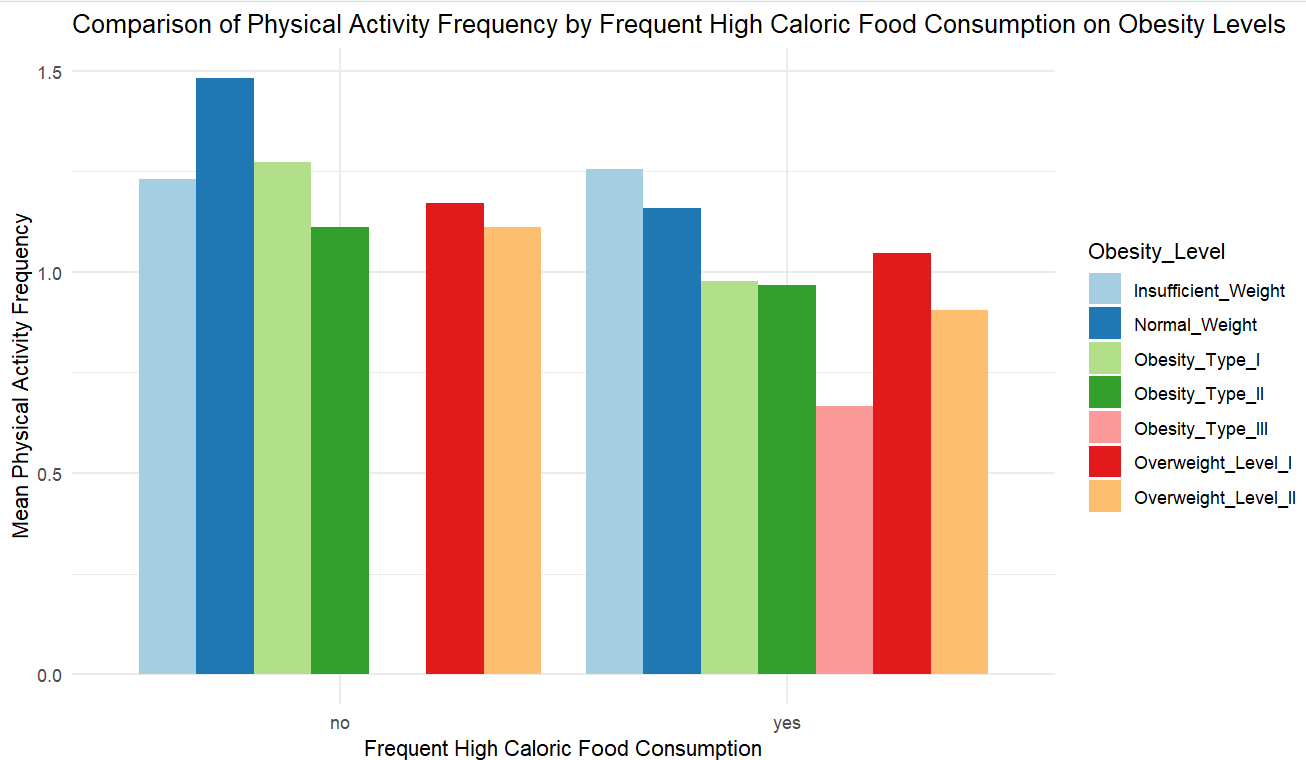 Comparison of Physical Activity Frequency by Frequent High Caloric Food Consumption on Obesity Levels
Mean Physical Activity Frequency
1.5
1.0
0.5
0.0
no
yes
Frequent High Caloric Food Consumption
Obesity_Level
Insufficient_Weight
Normal_Weight
Obesity_Type_I
Obesity_Type_II
Obesity_Type_III
Overweight_Level_I
Overweight_Level_II